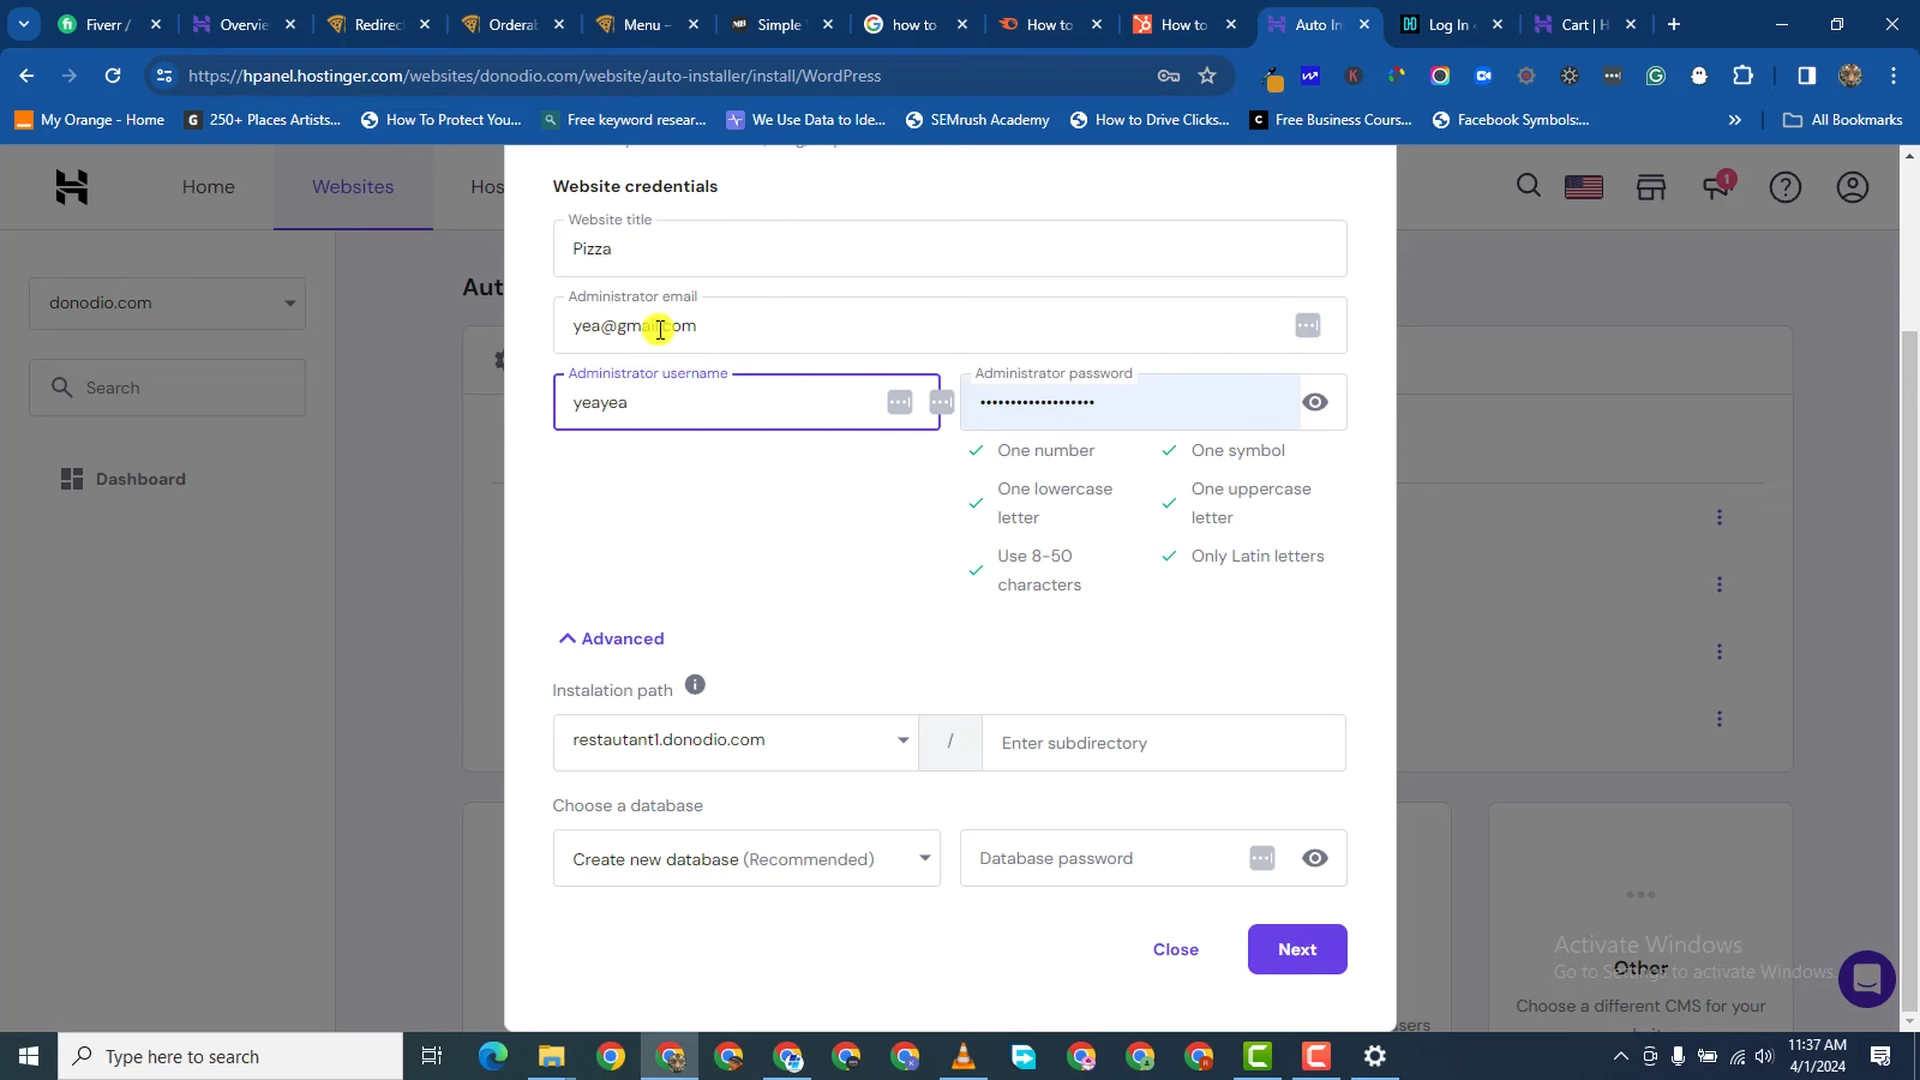 Fiverr /
Overvie
Redirec
Orderab
Menu –
Simple
how to
How to
How to
Auto In
Log In
Cart | H
https://hpanel.hostinger.com/websites/donodio.com/website/auto-installer/install/WordPress
My Orange - Home
250+ Places Artists...
How To Protect You...
Free keyword resear...
We Use Data to Ide...
SEMrush Academy
How to Drive Clicks...
Free Business Cours...
Facebook Symbols:...
All Bookmarks
Home
Websites
Hos
1
donodio.com
Search
Dashboard
Aut
Website credentials
Website title
Pizza
Administrator email
yea@gmail.com
Administrator username
yeayea
Administrator password
One number
One symbol
One lowercase
letter
One uppercase
letter
Use 8-50
characters
Only Latin letters
Advanced
Instalation path
restautant1.donodio.com
/
Enter subdirectory
Choose a database
Create new database (Recommended)
Database password
Close
Next
Activate Windows
Go to Settings to activate Windows.
Other
Choose a different CMS for your
sers
Type here to search
11:37 AM
4/1/2024